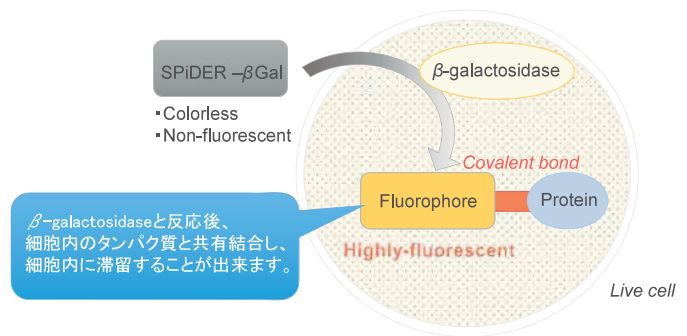 SPiDER –βGal
•Colorless
•Non-fluorescent
β-galactosidase
Covalent bond
Fluorophore
Protein
Highly-fluorescent
β-galactosidaseと反応後、
細胞内のタンパク質と共有結合し、
細胞内に滞留することが出来ます。
Live cell